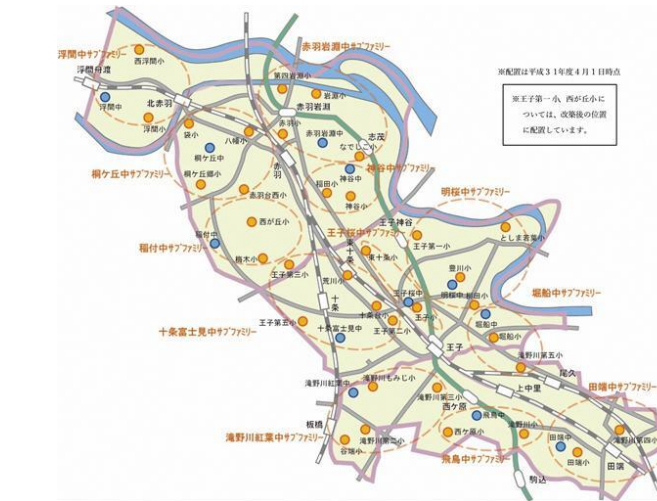 浮間中サブファミリー
赤羽岩淵中サブファミリー
西浮間小
浮間舟渡
第四岩淵小
岩淵小
※配置は平成31年度4月1日時点
※王子第一小、西が丘小に
ついては、改築後の位置
に配置しています。
浮間中
北赤羽
赤羽岩淵
浮間小
袋小
八幡小
赤羽小
赤羽岩淵中
志茂
なでしこ小
桐ケ丘中
赤羽
神谷中サブファミリー
桐ケ丘中サブファミリー
桐ケ丘郷小
神谷中
稲田小
赤羽台西小
神谷小
明桜中サブファミリー
西が丘小
王子神谷
王子桜中サブファミリー
稲付中
王子第一小
としま若葉小
稲付中サブファミリー
東十条
東十条小
梅木小
王子第三小
荒川小
豊川小
明桜中
王子桜中
堀船中サブファミリー
十条
十条台小
王子小
堀船中
王子第五小
王子第二小
十条富士見中サブファミリー
十条富士見中
堀船小
王子
滝野川第五小
尾久
滝野川紅葉中
滝野川もみじ小
上中里
田端中サブファミリー
滝野川第三小
西ケ原
飛鳥中
板橋
滝野川小
滝野川第四小
滝野川紅葉中サブファミリー
西ケ原小
田端中
谷端小
飛鳥中サブファミリー
田端小
田端
駒込